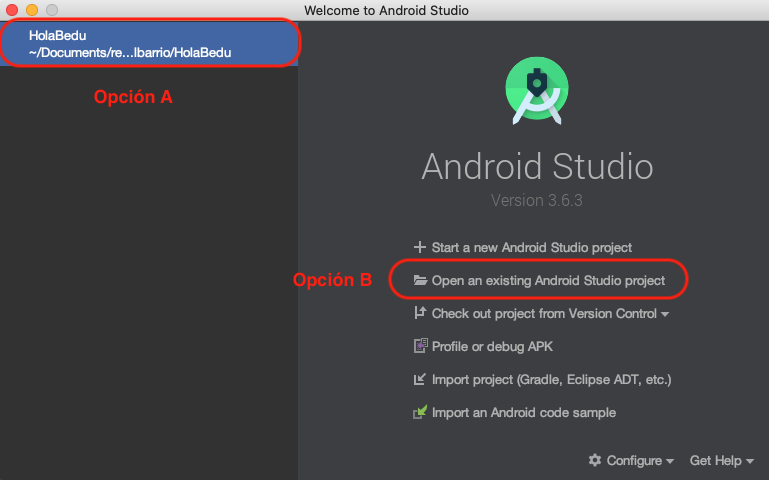 Welcome to Android Studio
HolaBedu
~/Documents/re...lbarrio/HolaBedu
Opción A
Android Studio
Version 3.6.3
Start a new Android Studio project
Opción B
Open an existing Android Studio project
Check out project from Version Control
Profile or debug APK
Import project (Gradle, Eclipse ADT, etc.)
Import an Android code sample
Configure
Get Help